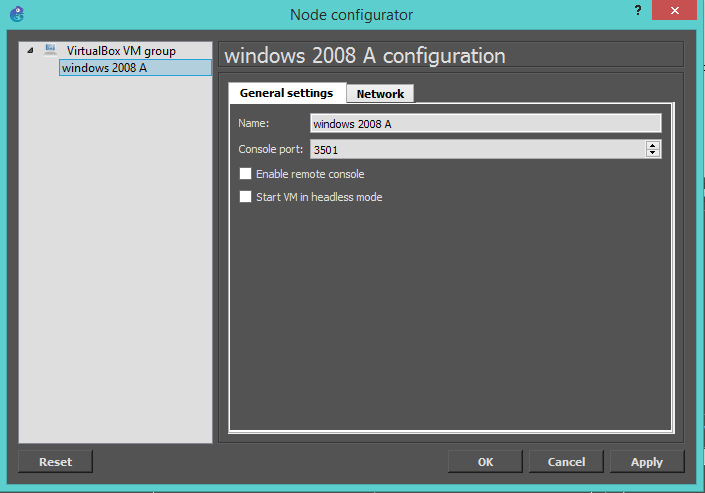 Node configurator
?
VirtualBox VM group
windows 2008 A
windows 2008 A configuration
General settings
Network
Name:
windows 2008 A
Console port:
3501
Enable remote console
Start VM in headless mode
Reset
OK
Cancel
Apply